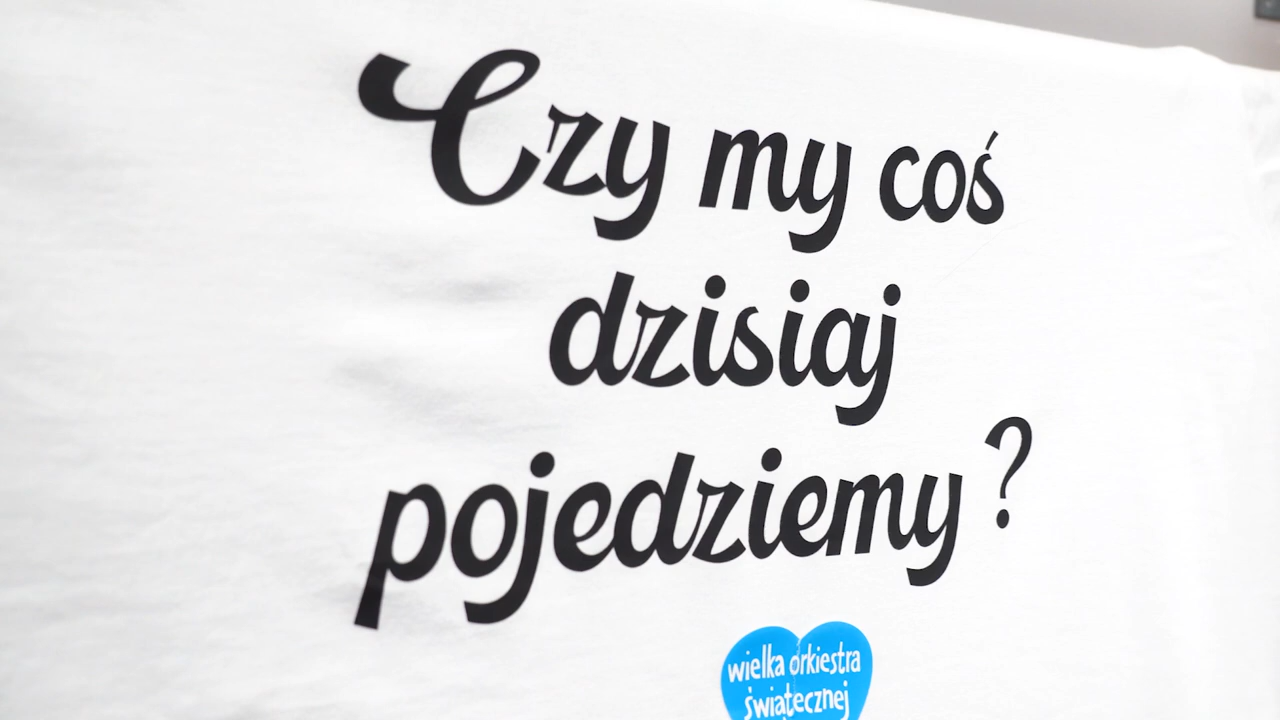 Czy my coś
dzisiaj
pojedziemy?
wielka orkiestra
świątecznej